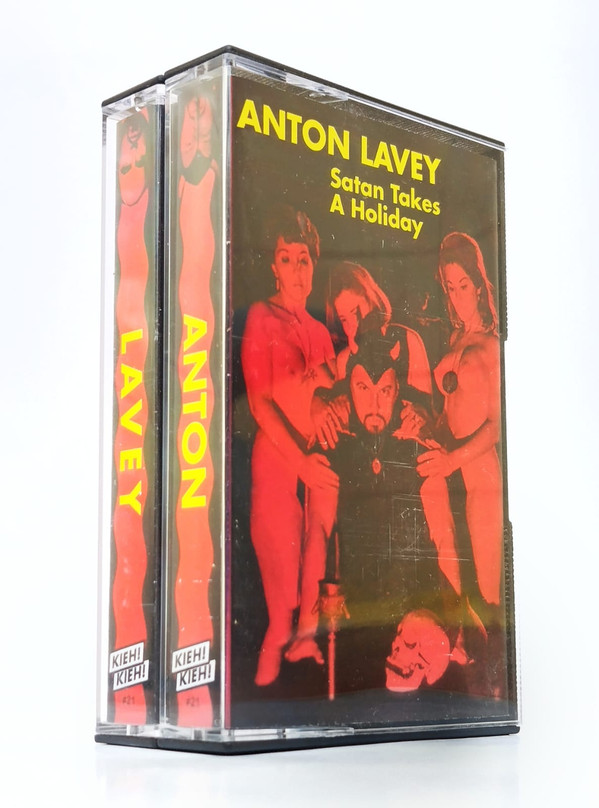 ANTON LAVEY
Satan Takes
A Holiday
LAVEY
KIEH!
KIEH!
#21
ANTON
KIEH!
KIEH!
#21